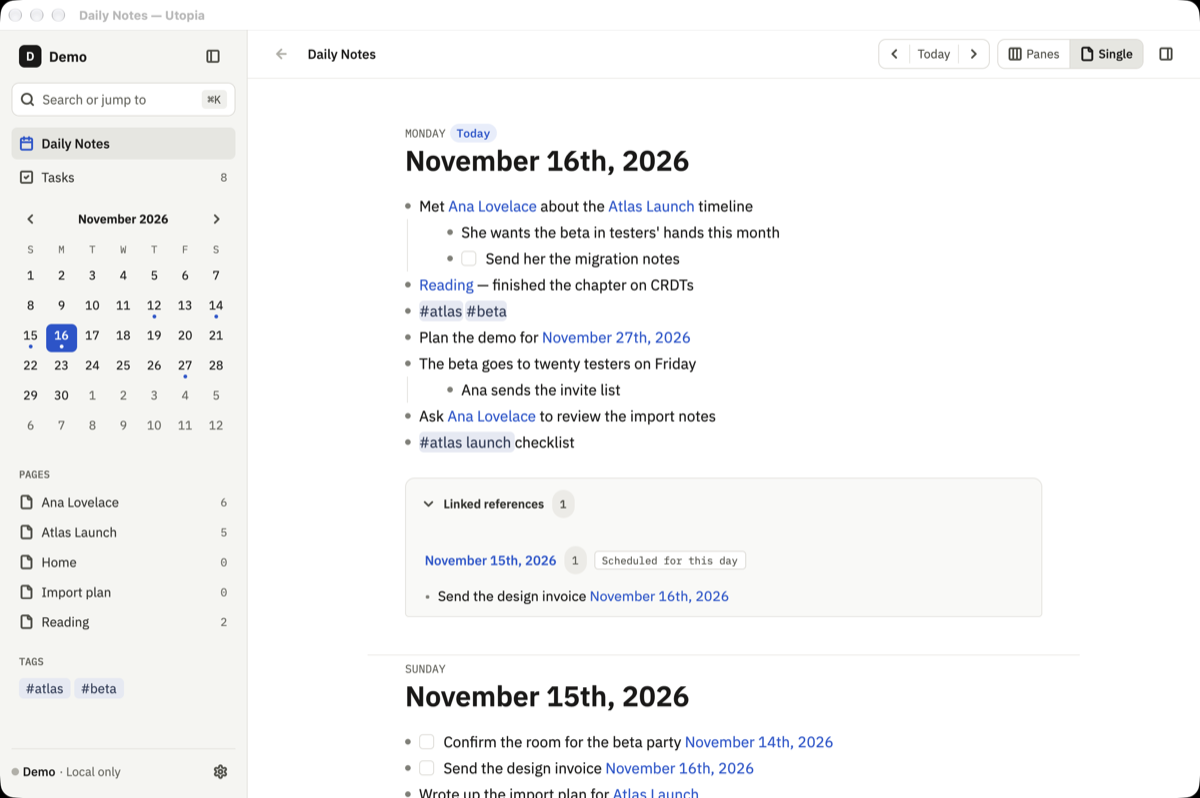 Daily Notes — Utopia
D Demo
Search or jump to ⌘K
Daily Notes
Tasks 8
November 2026
S M T W T F S
1 2 3 4 5 6 7
8 9 10 11 12 13 14
15 16 17 18 19 20 21
22 23 24 25 26 27 28
29 30 1 2 3 4 5
6 7 8 9 10 11 12
PAGES
Ana Lovelace 6
Atlas Launch 5
Home 0
Import plan 0
Reading 2
TAGS
#atlas #beta
Demo · Local only
Daily Notes
Today
Panes
Single
MONDAY Today
November 16th, 2026
Met Ana Lovelace about the Atlas Launch timeline
She wants the beta in testers' hands this month
Send her the migration notes
Reading — finished the chapter on CRDTs
#atlas #beta
Plan the demo for November 27th, 2026
The beta goes to twenty testers on Friday
Ana sends the invite list
Ask Ana Lovelace to review the import notes
#atlas launch checklist
Linked references 1
November 15th, 2026 1 Scheduled for this day
Send the design invoice November 16th, 2026
SUNDAY
November 15th, 2026
Confirm the room for the beta party November 14th, 2026
Send the design invoice November 16th, 2026
Wrote up the import plan for Atlas Launch